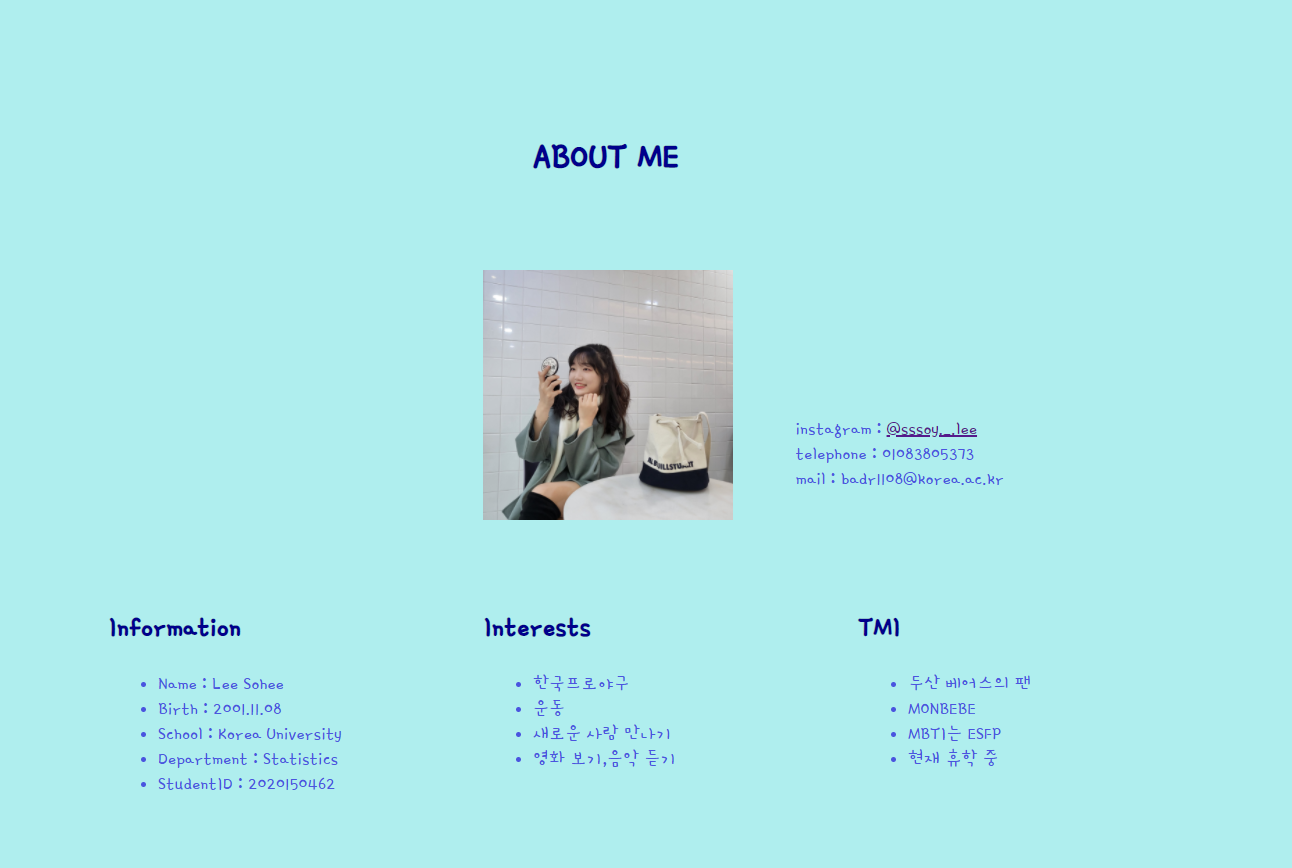 ABOUT ME
instagram : @sssoy._.lee
telephone : 01083805373
mail : badr1108@korea.ac.kr
Information
Name : Lee Sohee
Birth : 2001.11.08
School : Korea University
Department : Statistics
StudentID : 2020150462
Interests
한국프로야구
운동
새로운 사람 만나기
영화 보기,음악 듣기
TMI
두산 베어스의 팬
MONBEBE
MBTI는 ESFP
현재 휴학 중